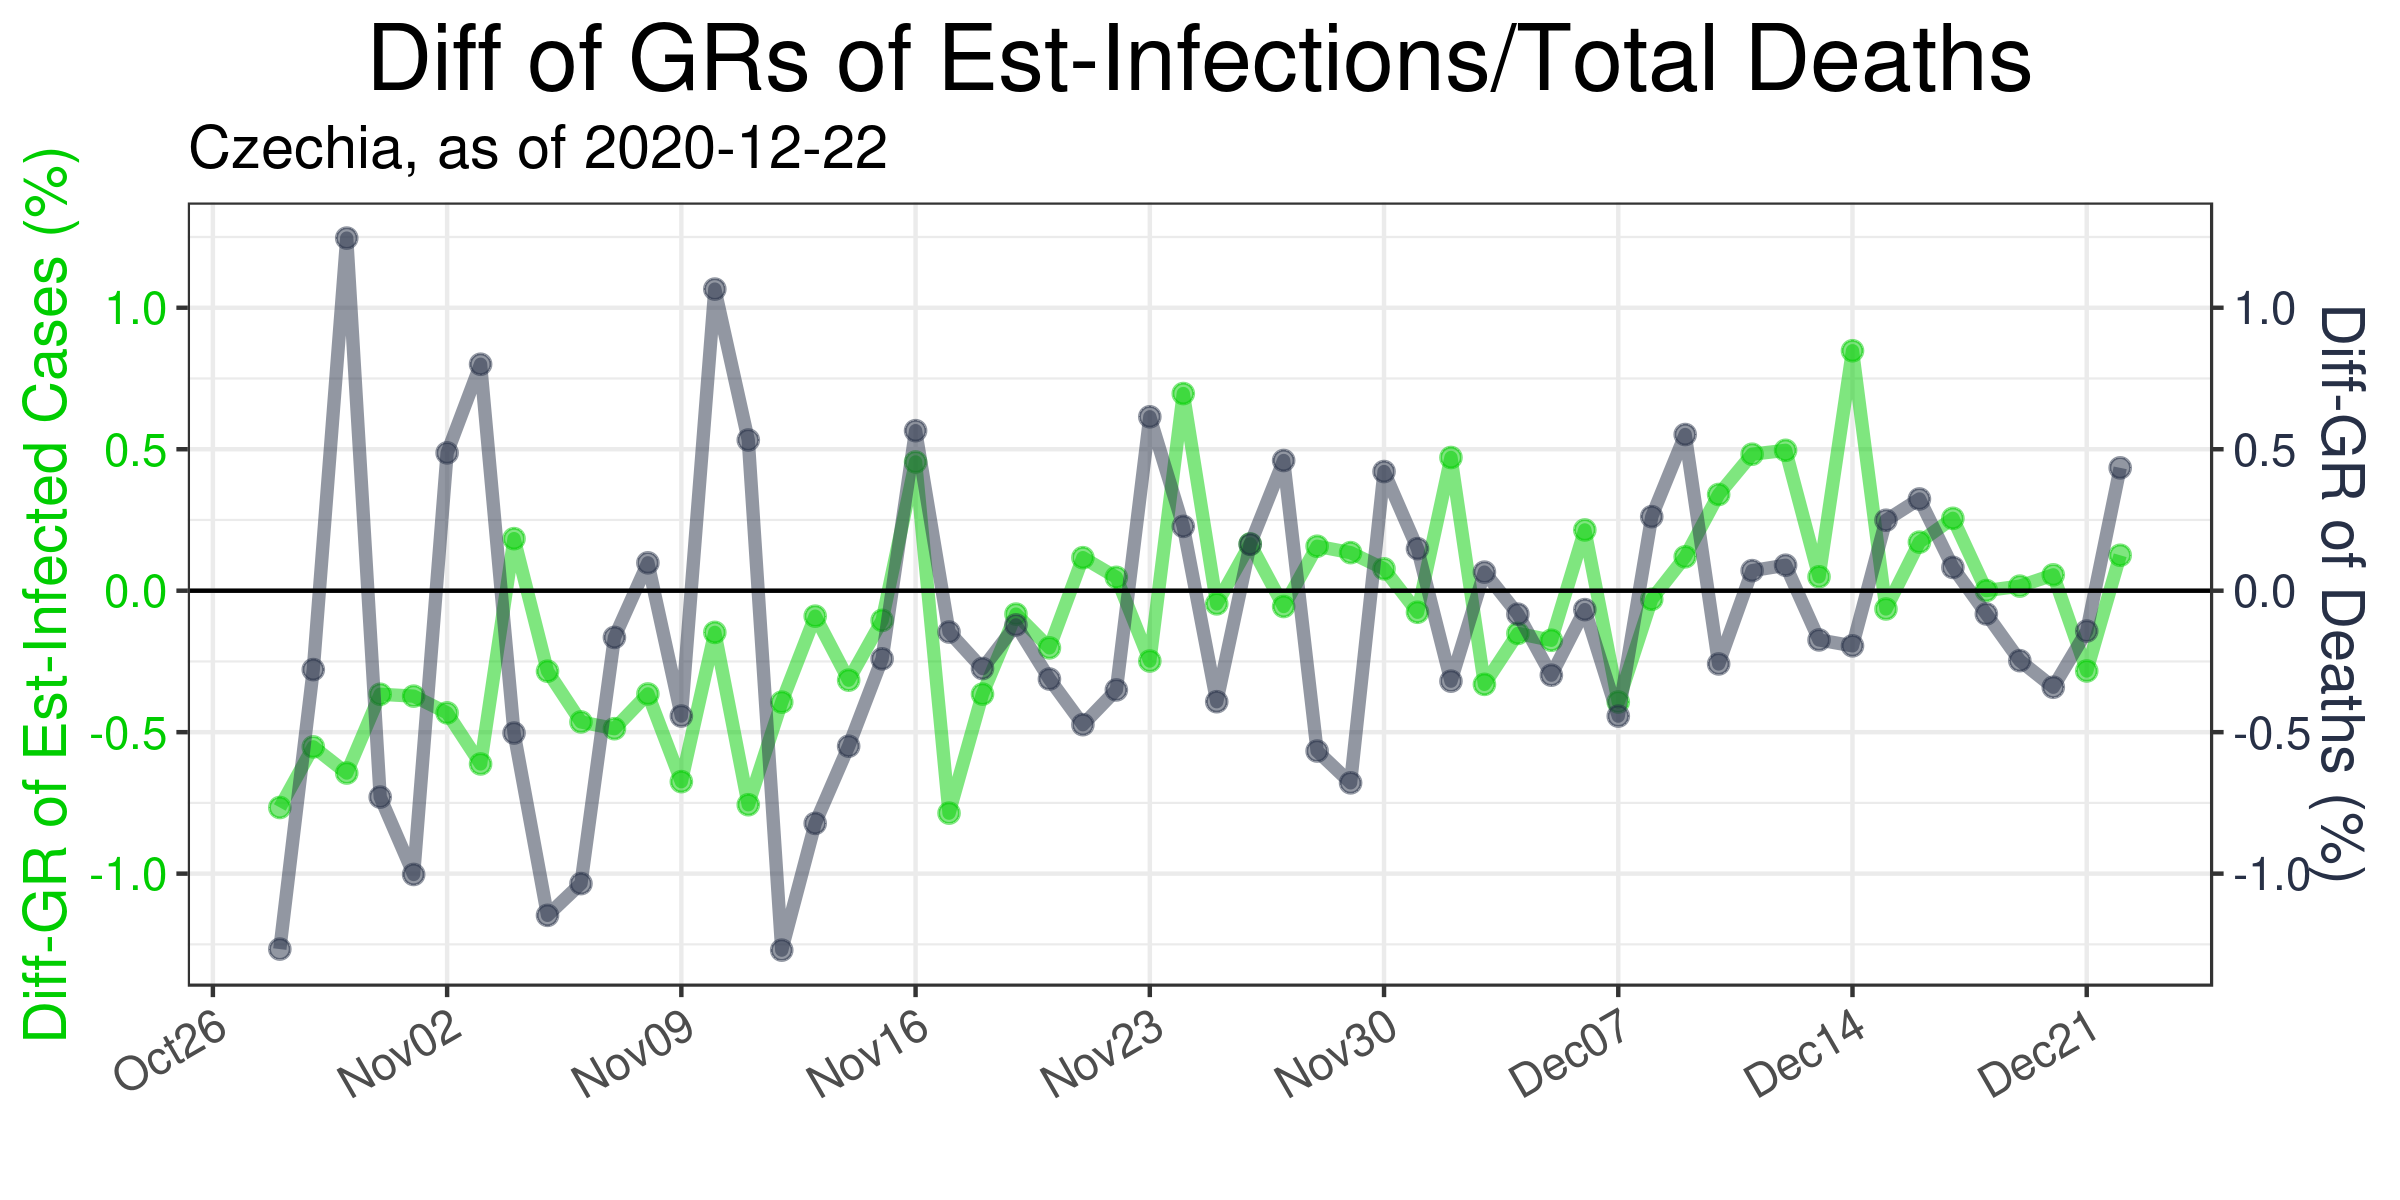 Diff of GRs of Est-Infections/Total Deaths
Czechia, as of 2020-12-22
Diff-GR of Est-Infected Cases (%)
1.0
0.5
0.0
-0.5
-1.0
1.0
0.5
0.0
-0.5
-1.0
Diff-GR of Deaths (%)
Oct26
Nov02
Nov09
Nov16
Nov23
Nov30
Dec07
Dec14
Dec21